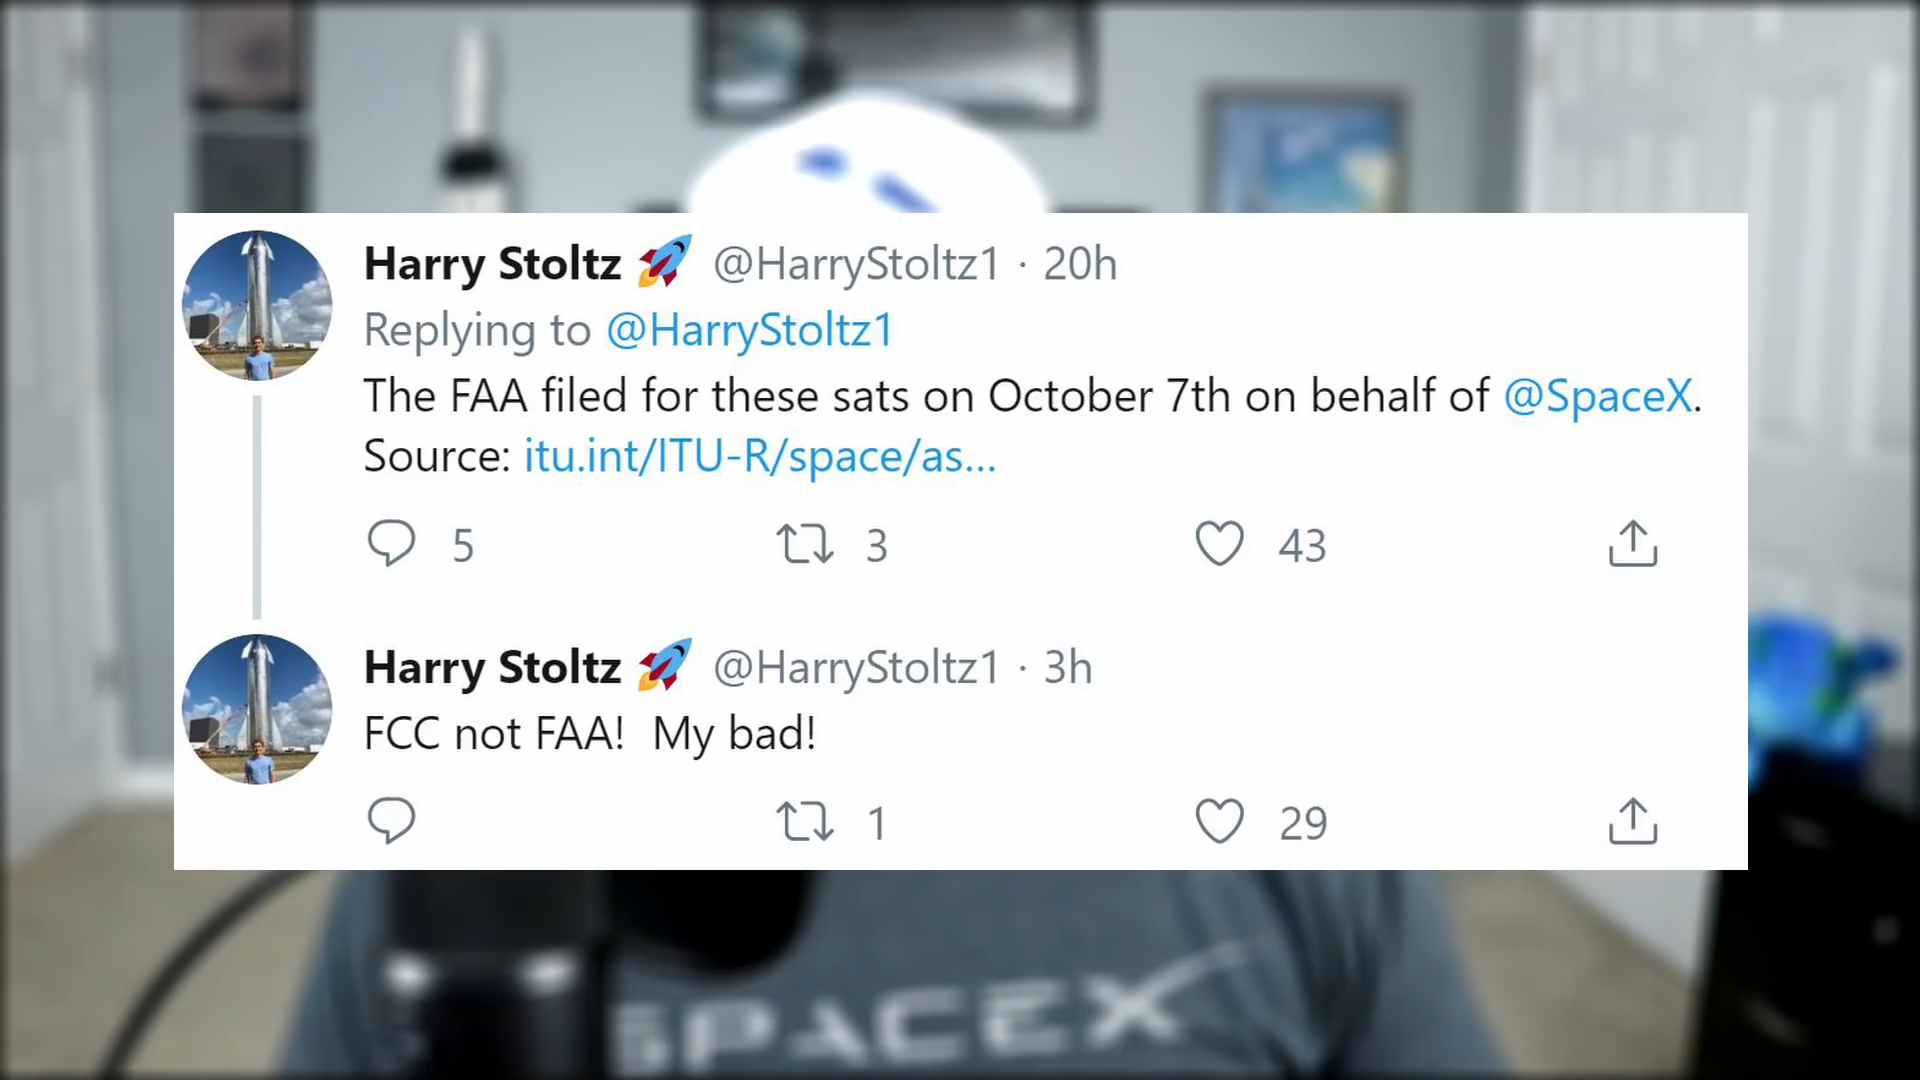 Harry Stoltz 🚀 @HarryStoltz1 · 20h
Replying to @HarryStoltz1
The FAA filed for these sats on October 7th on behalf of @SpaceX.
Source: itu.int/ITU-R/space/as...
5 3 43
Harry Stoltz 🚀 @HarryStoltz1 · 3h
FCC not FAA!  My bad!
1 29
SPACEX